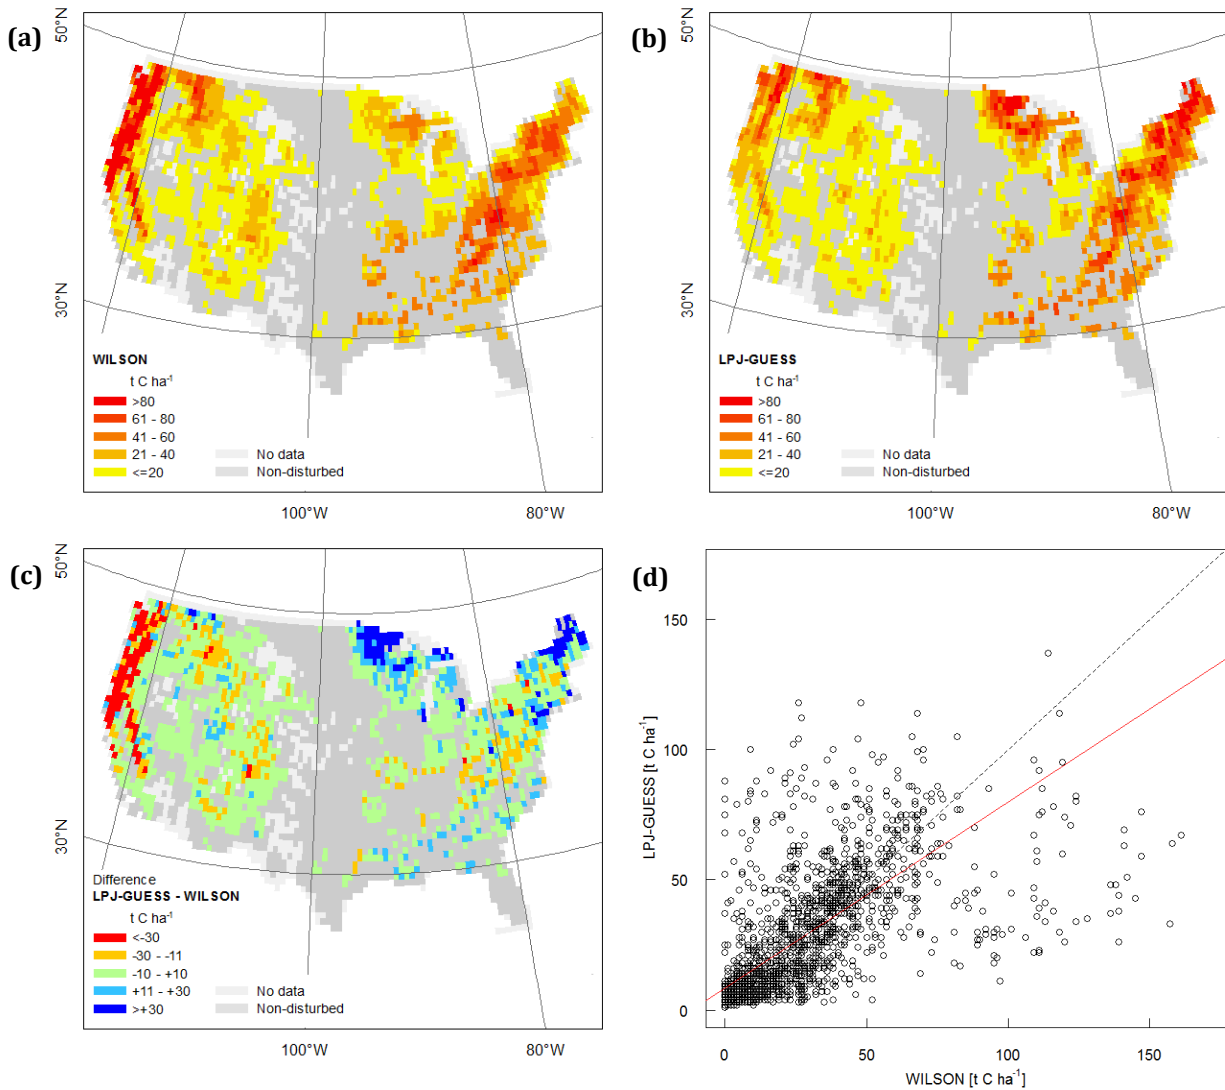 (a)
50°N
30°N
WILSON
t C ha-1
>80
61 - 80
41 - 60
21 - 40
<=20
No data
Non-disturbed
100°W
80°W
(b)
50°N
30°N
LPJ-GUESS
t C ha-1
>80
61 - 80
41 - 60
21 - 40
<=20
No data
Non-disturbed
100°W
80°W
(c)
50°N
30°N
Difference
LPJ-GUESS - WILSON
t C ha-1
<-30
-30 - -11
-10 - +10
+11 - +30
>+30
No data
Non-disturbed
100°W
80°W
(d)
LPJ-GUESS [t C ha-1]
150
100
50
0
0 50 100 150
WILSON [t C ha-1]